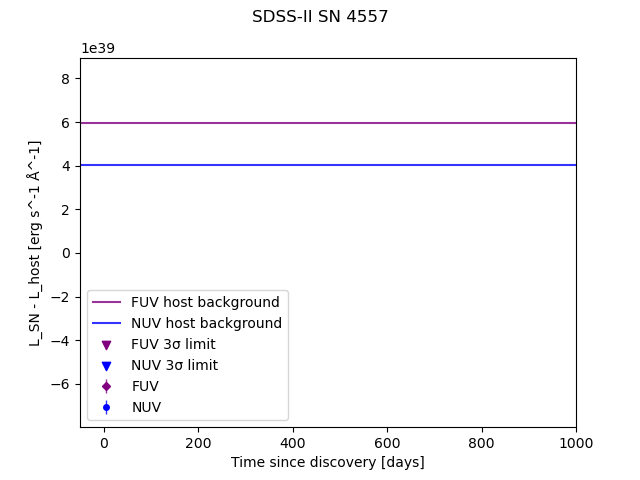 SDSS-II SN 4557
1e39
8
6
4
2
0
−2
−4
−6
L_SN - L_host [erg s^-1 Å^-1]
FUV host background
NUV host background
FUV 3σ limit
NUV 3σ limit
FUV
NUV
0 200 400 600 800 1000
Time since discovery [days]